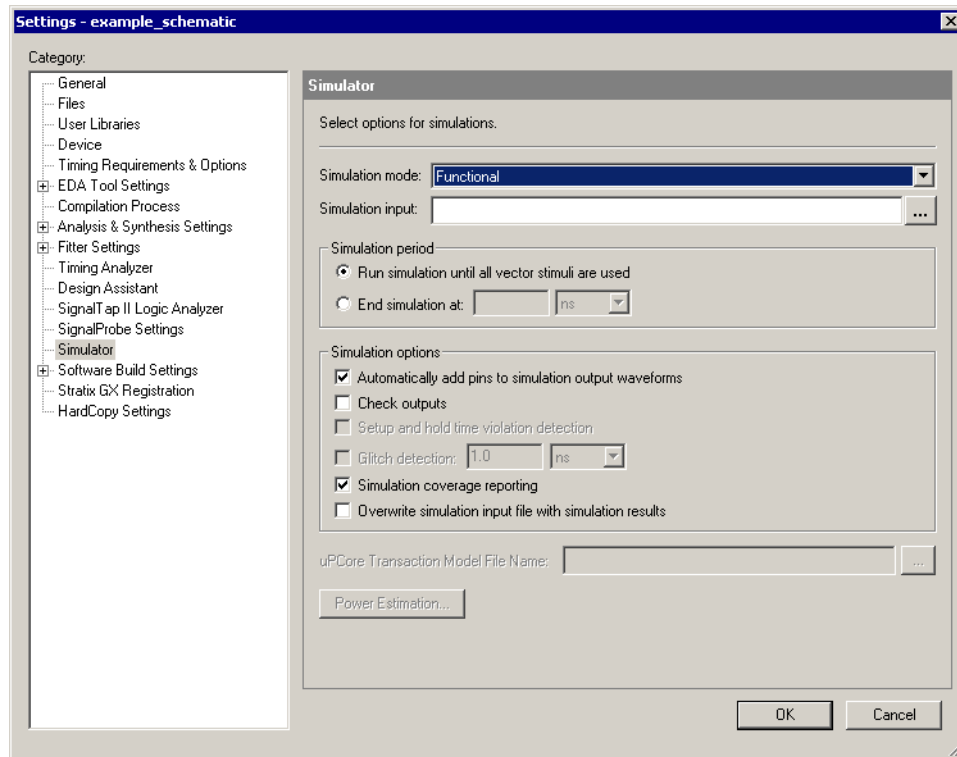 Settings - example_schematic
Category:
General
Files
User Libraries
Device
Timing Requirements & Options
EDA Tool Settings
Compilation Process
Analysis & Synthesis Settings
Fitter Settings
Timing Analyzer
Design Assistant
SignalTap II Logic Analyzer
SignalProbe Settings
Simulator
Software Build Settings
Stratix GX Registration
HardCopy Settings
Simulator
Select options for simulations.
Simulation mode: Functional
Simulation input: ...
Simulation period
Run simulation until all vector stimuli are used
End simulation at: ns
Simulation options
Automatically add pins to simulation output waveforms
Check outputs
Setup and hold time violation detection
Glitch detection: 1.0 ns
Simulation coverage reporting
Overwrite simulation input file with simulation results
uPCore Transaction Model File Name: ...
Power Estimation...
OK Cancel